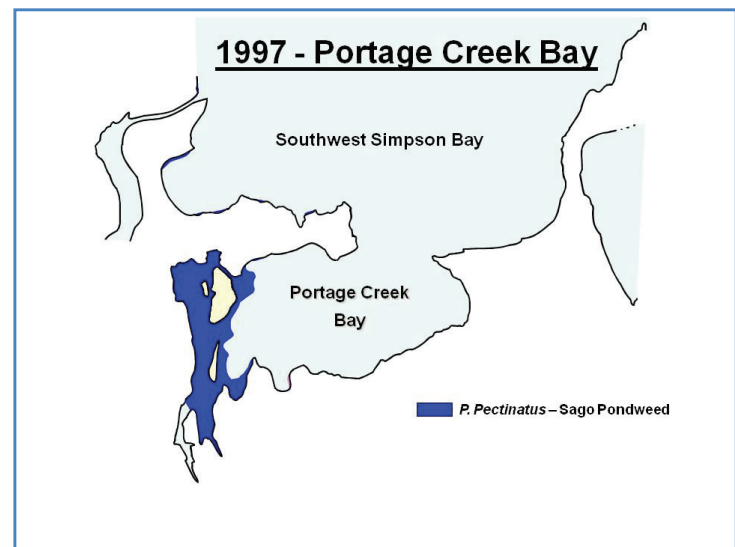 1997 - Portage Creek Bay
Southwest Simpson Bay
Portage Creek
Bay
P. Pectinatus – Sago Pondweed